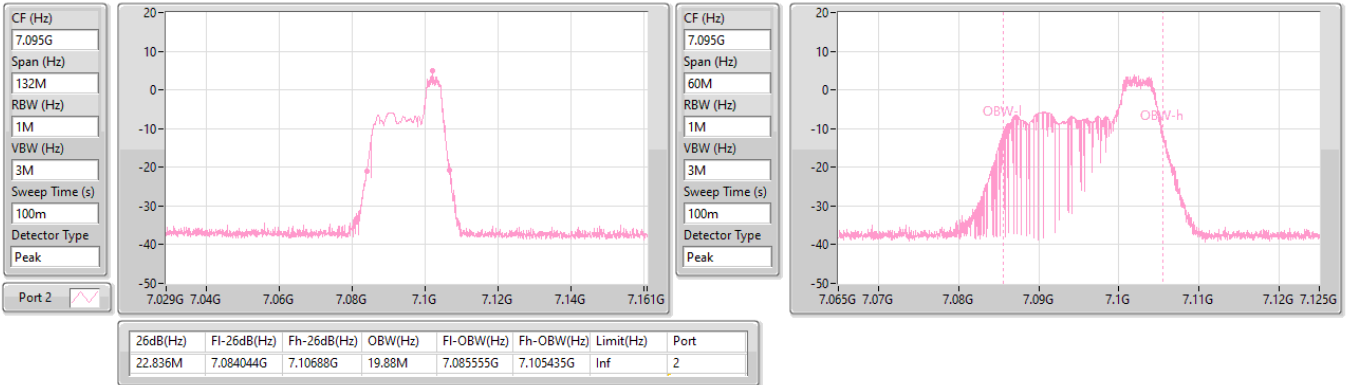 CF (Hz)
7.095G
Span (Hz)
132M
RBW (Hz)
1M
VBW (Hz)
3M
Sweep Time (s)
100m
Detector Type
Peak
Port 2
20
10
0
-10
-20
-30
-40
-50
7.029G 7.04G 7.06G 7.08G 7.1G 7.12G 7.14G 7.161G
CF (Hz)
7.095G
Span (Hz)
60M
RBW (Hz)
1M
VBW (Hz)
3M
Sweep Time (s)
100m
Detector Type
Peak
20
10
0
-10
-20
-30
-40
-50
OBW-l
OBW-h
7.065G 7.07G 7.08G 7.09G 7.1G 7.11G 7.12G 7.125G
26dB(Hz) Fl-26dB(Hz) Fh-26dB(Hz) OBW(Hz) Fl-OBW(Hz) Fh-OBW(Hz) Limit(Hz) Port
22.836M 7.084044G 7.10688G 19.88M 7.085555G 7.105435G Inf 2